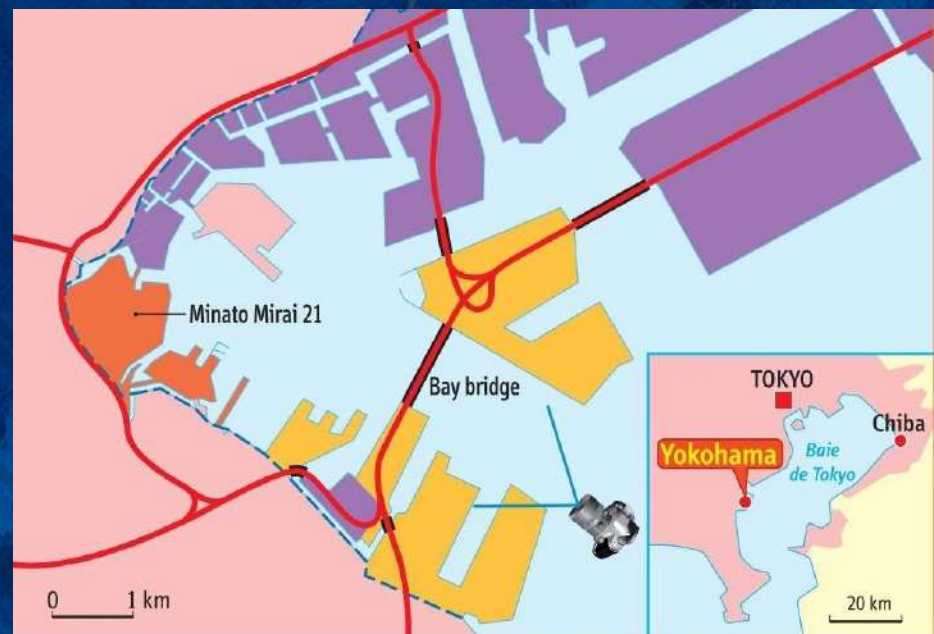 Minato Mirai 21
Bay bridge
0 1 km
TOKYO
Chiba
Yokohama
Baie
de Tokyo
20 km